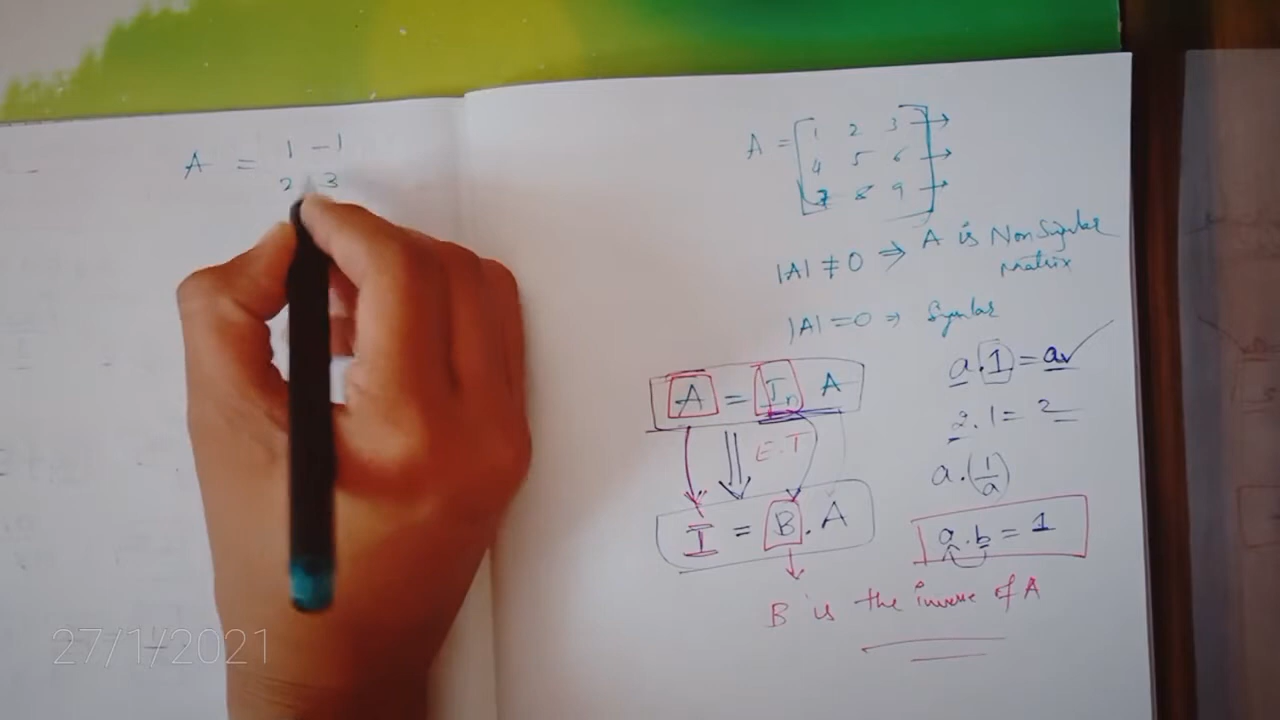 A = 1 -1
2 3
A = [1 2 3
4 5 6
7 8 9]
|A| ≠ 0 ⇒ A is Non Singular
Matrix
|A| = 0 ⇒
a.1 = a ✓
2.1 = 2
a.(1/a)
a.b = 1
A = In A
E.T
I = B.A
B is the inverse of A
27/1/2021